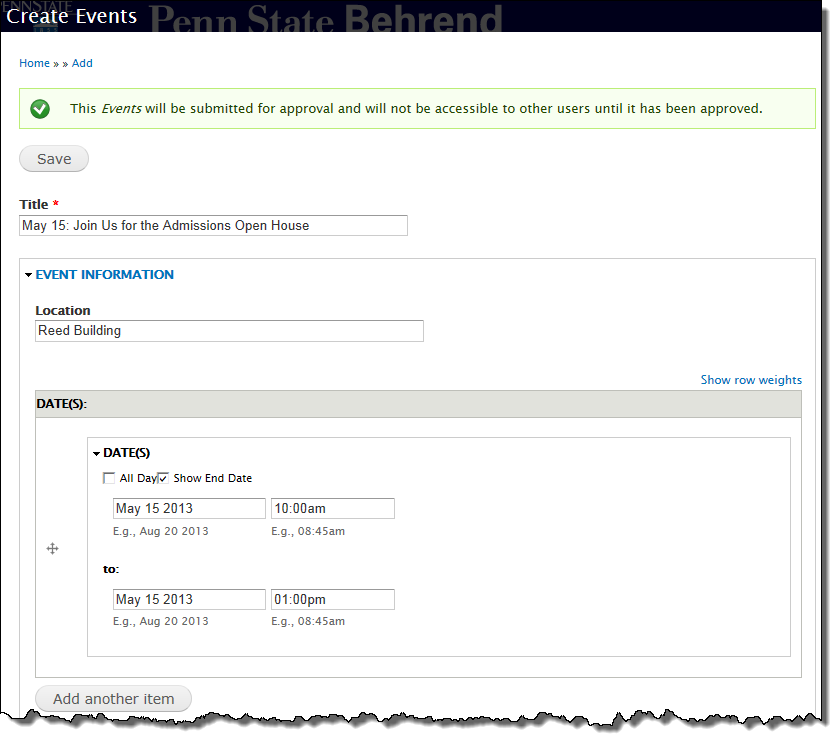 PENNSTATE
Penn State Behrend
Create Events
Home » » Add
This Events will be submitted for approval and will not be accessible to other users until it has been approved.
Save
Title *
May 15: Join Us for the Admissions Open House
EVENT INFORMATION
Location
Reed Building
Show row weights
DATE(S):
DATE(S)
All Day Show End Date
May 15 2013 10:00am
E.g., Aug 20 2013 E.g., 08:45am
to:
May 15 2013 01:00pm
E.g., Aug 20 2013 E.g., 08:45am
Add another item